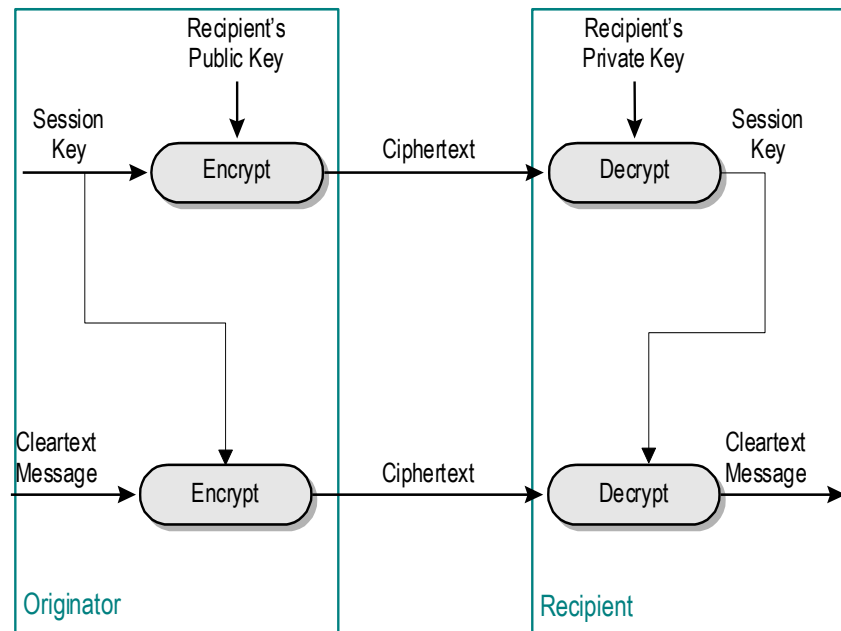 Recipient's
Public Key
Recipient's
Private Key
Session
Key
Encrypt
Ciphertext
Decrypt
Session
Key
Cleartext
Message
Encrypt
Ciphertext
Decrypt
Cleartext
Message
Originator
Recipient